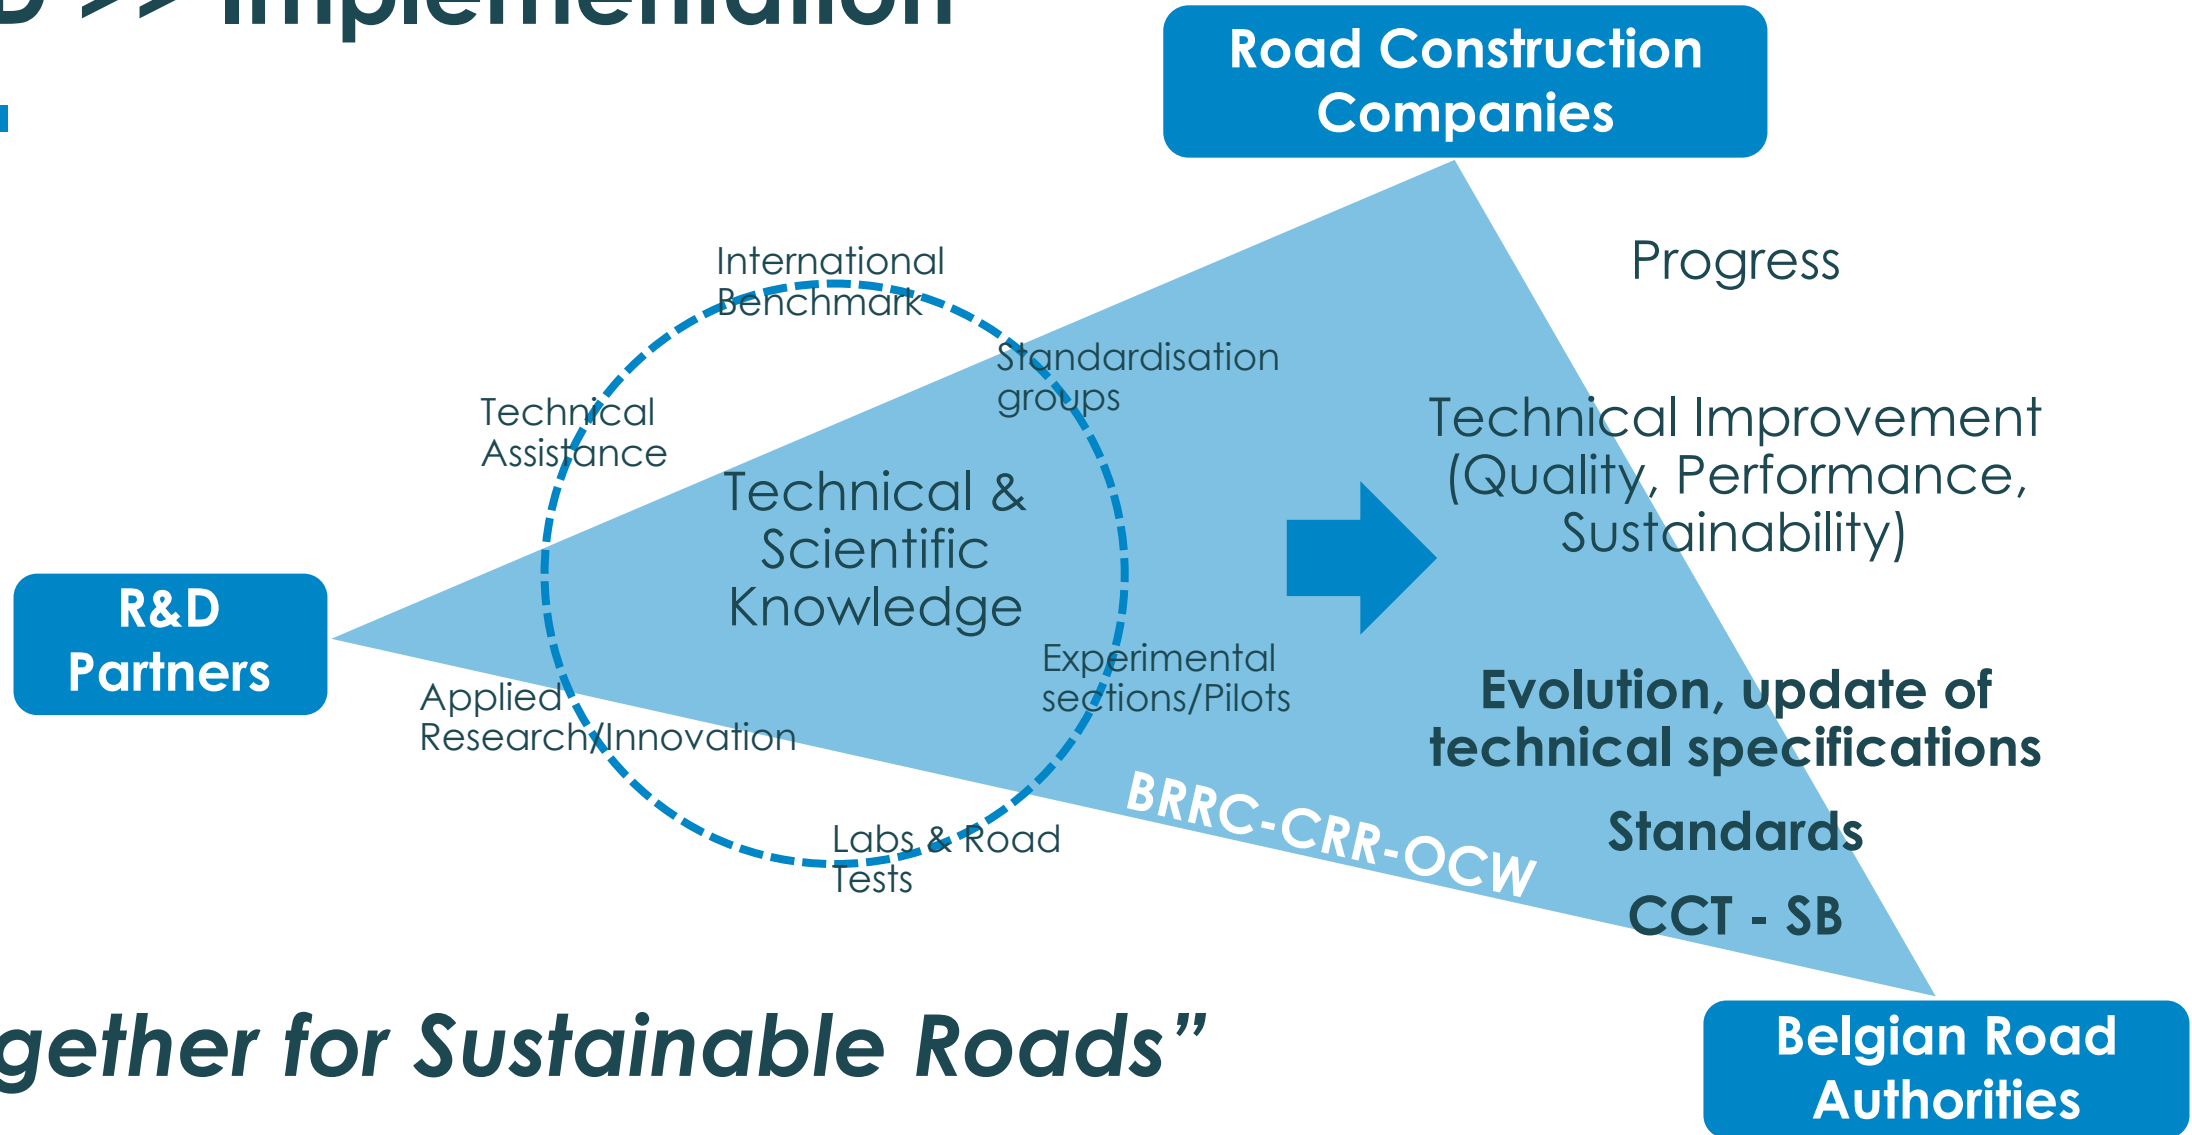 D >> Implementation
Road Construction
Companies
International
Benchmark
Progress
Standardisation
groups
Technical
Assistance
Technical Improvement
(Quality, Performance,
Sustainability)
Technical &
Scientific
Knowledge
R&D
Partners
Experimental
sections/Pilots
Applied
Research/Innovation
Evolution, update of
technical specifications
Standards
CCT - SB
BRRC-CRR-OCW
Labs & Road
Tests
gether for Sustainable Roads”
Belgian Road
Authorities